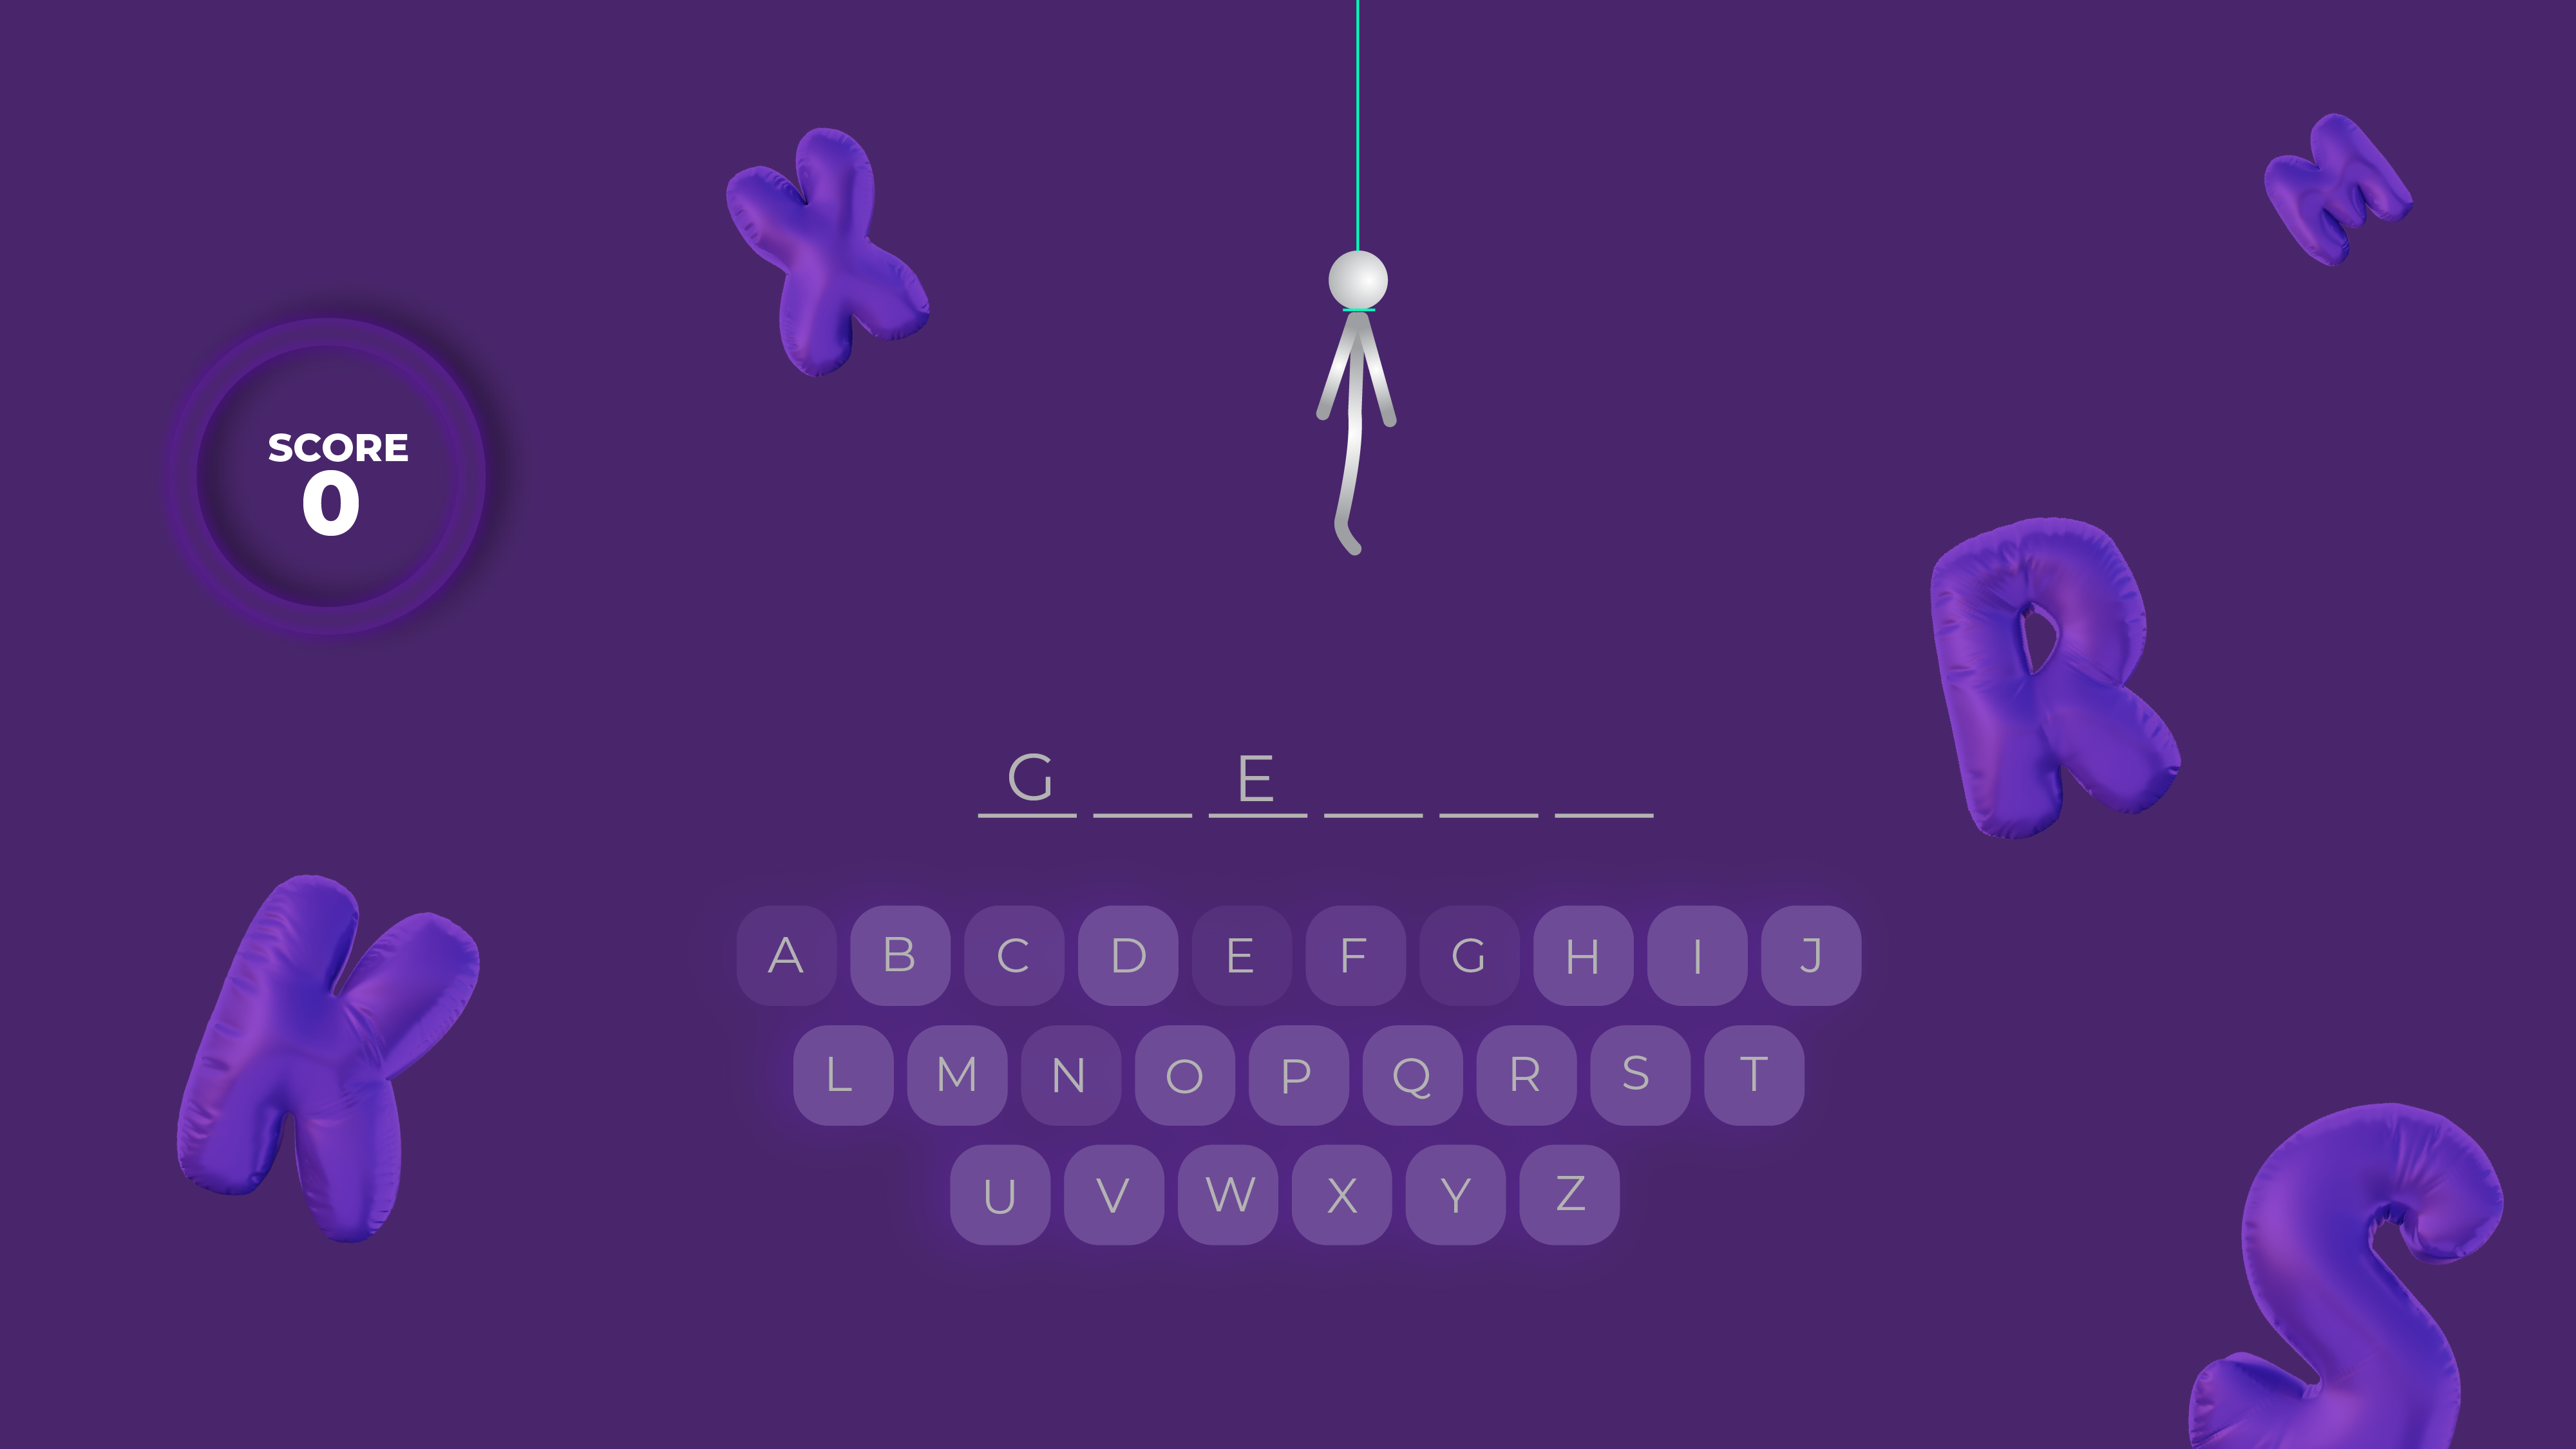 X
M
SCORE
0
R
G E
K
A B C D E F G H I J
L M N O P Q R S T
U V W X Y Z
S